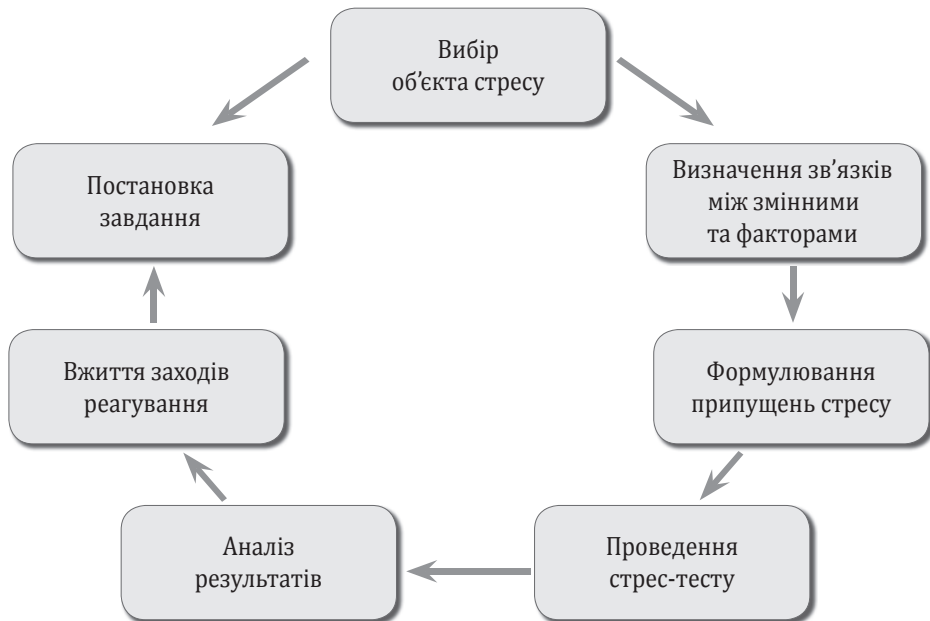 Вибір
об’єкта стресу
Постановка
завдання
Визначення зв’язків
між змінними
та факторами
Вжиття заходів
реагування
Формулювання
припущень стресу
Аналіз
результатів
Проведення
стрес-тесту